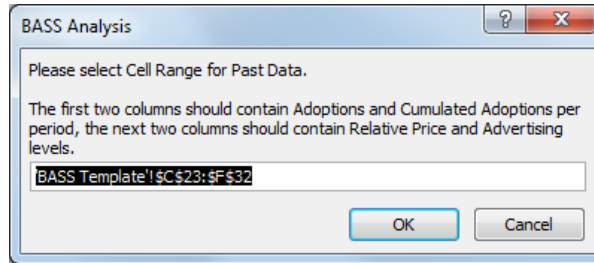 BASS Analysis
Please select Cell Range for Past Data.
The first two columns should contain Adoptions and Cumulated Adoptions per
period, the next two columns should contain Relative Price and Advertising
levels.
'BASS Template'!$C$23:$F$32
OK Cancel